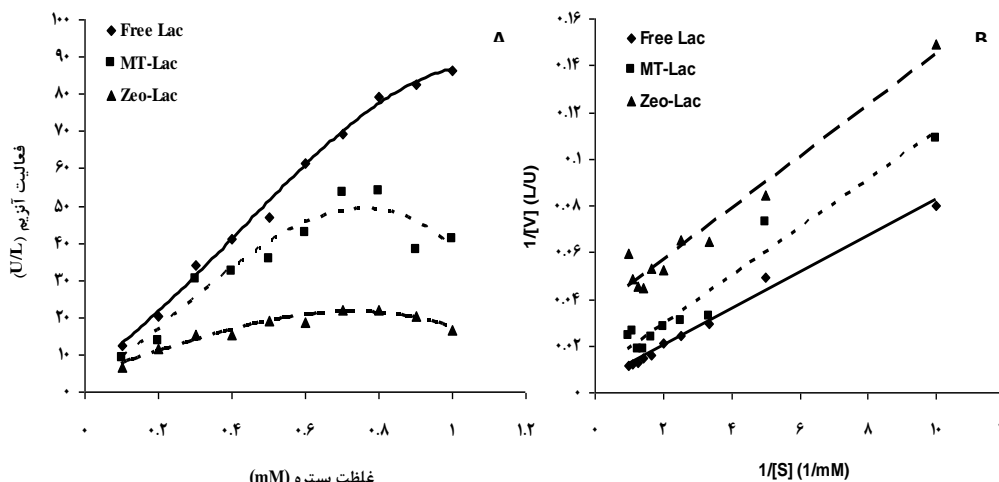 A
Free Lac
MT-Lac
Zeo-Lac
فعالیت آنزیم (U/L)
۱۰۰
۹۰
۸۰
۷۰
۶۰
۵۰
۴۰
۳۰
۲۰
۱۰
۰
۰ ۰.۲ ۰.۴ ۰.۶ ۰.۸ ۱ ۱.۲
غلظت بستره (mM)
B
Free Lac
MT-Lac
Zeo-Lac
1/[V] (L/U)
۰.۱۶
۰.۱۴
۰.۱۲
۰.۱
۰.۰۸
۰.۰۶
۰.۰۴
۰.۰۲
۰
۰ ۲ ۴ ۶ ۸ ۱۰
1/[S] (1/mM)